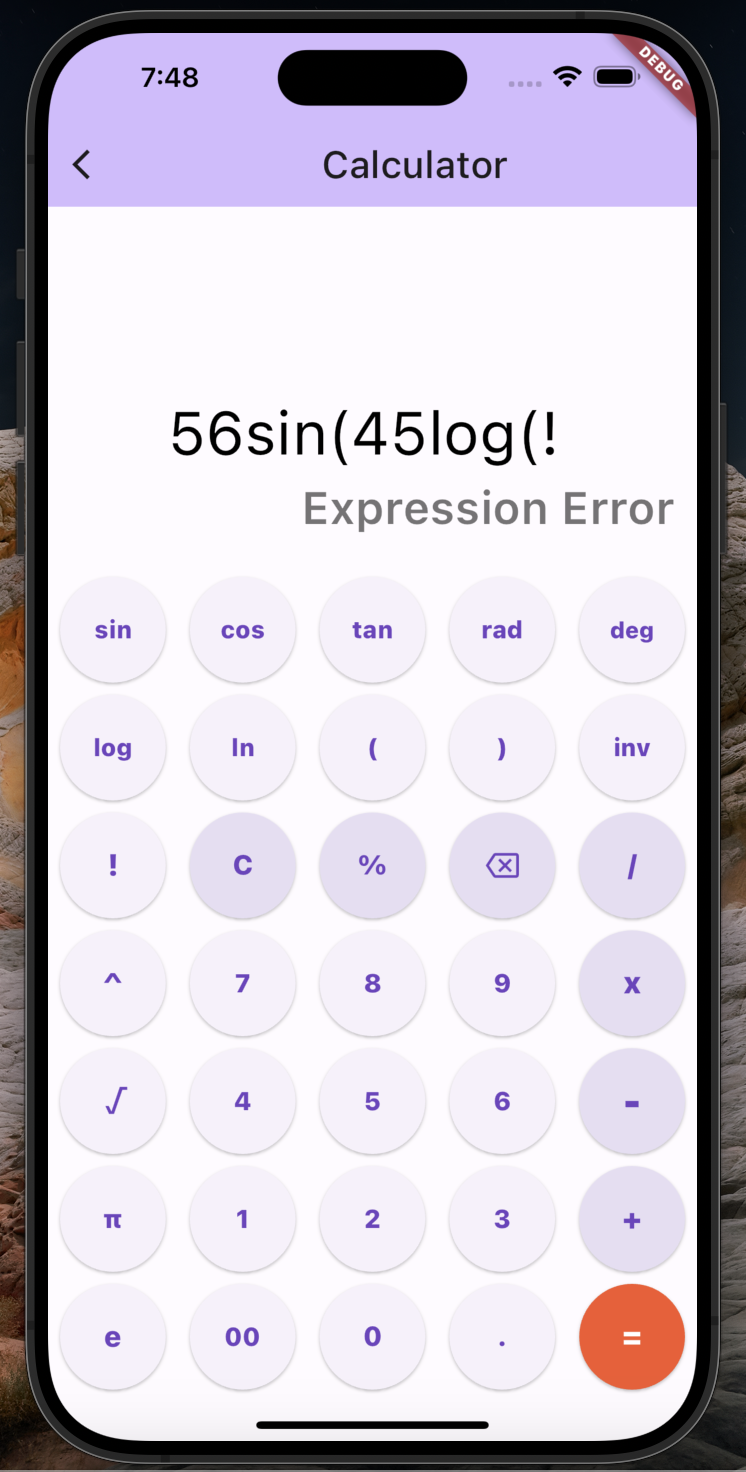 7:48
DEBUG
Calculator
56sin(45log(!
Expression Error
sin cos tan rad deg
log ln ( ) inv
! C % /
^ 7 8 9 x
√ 4 5 6 -
π 1 2 3 +
e 00 0 . =